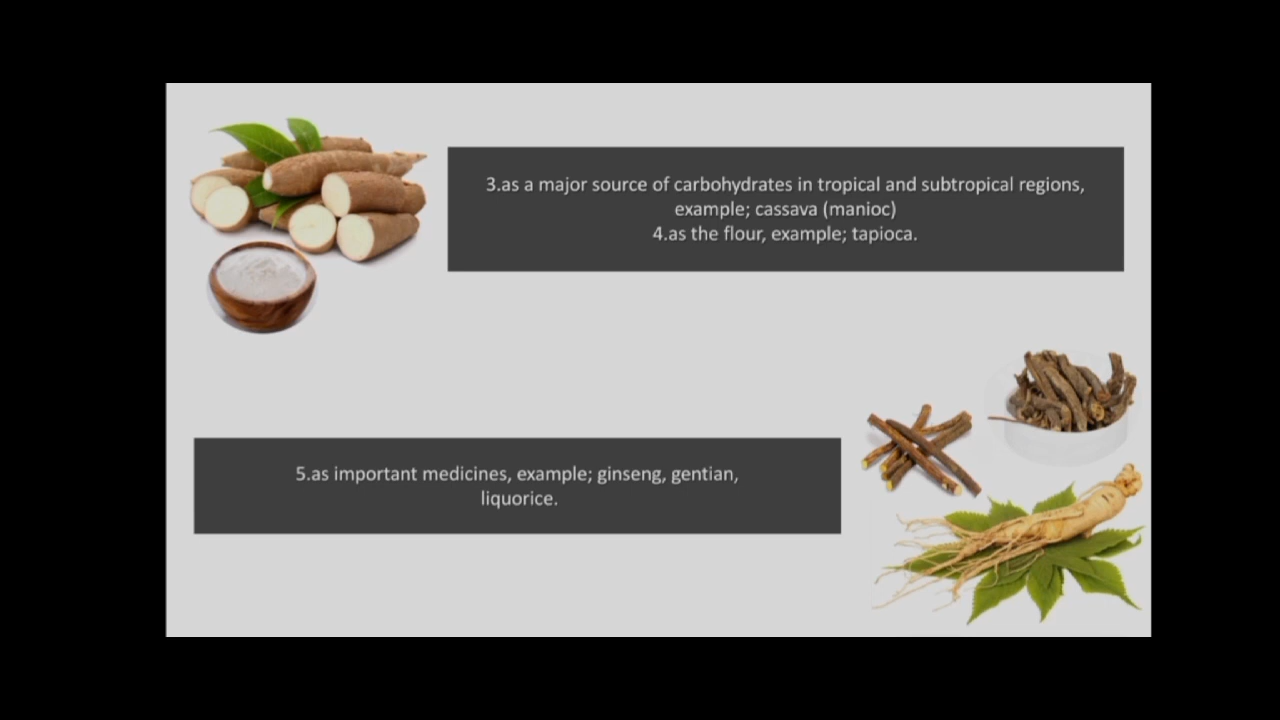 3.as a major source of carbohydrates in tropical and subtropical regions,
example; cassava (manioc)
4.as the flour, example; tapioca.
5.as important medicines, example; ginseng, gentian,
liquorice.